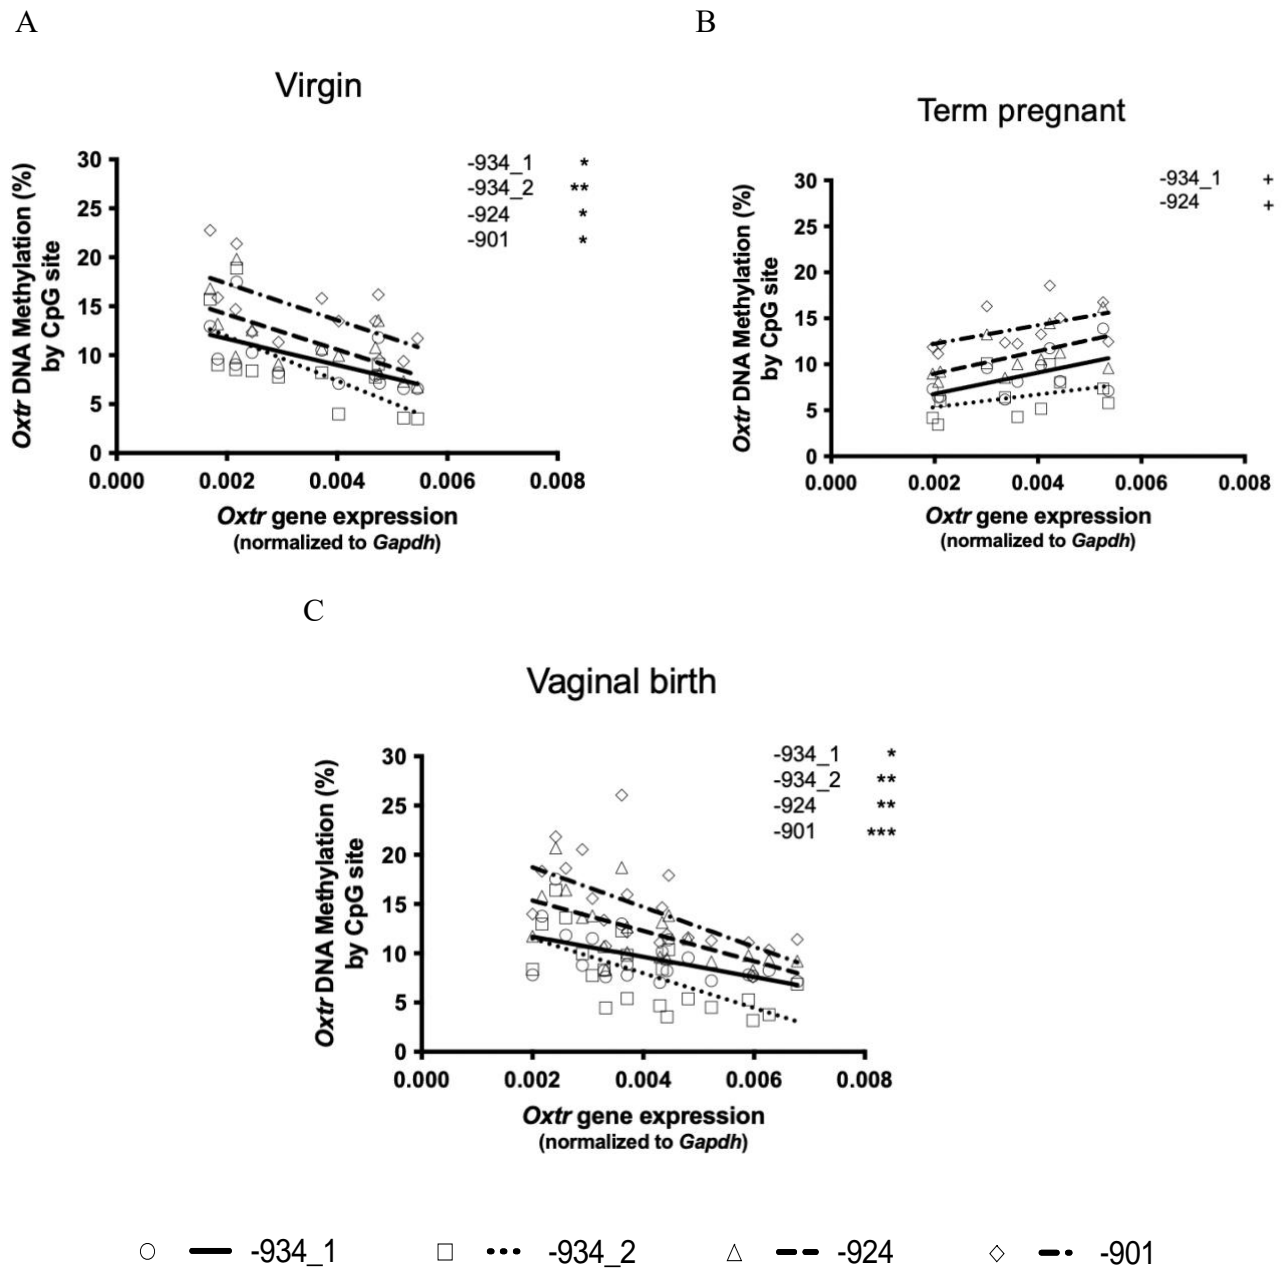 A
B
Virgin
Term pregnant
Oxtr DNA Methylation (%)
by CpG site
30
25
20
15
10
5
0
0.000 0.002 0.004 0.006 0.008
Oxtr gene expression
(normalized to Gapdh)
-934_1 *
-934_2 **
-924 *
-901 *
Oxtr DNA Methylation (%)
by CpG site
30
25
20
15
10
5
0
0.000 0.002 0.004 0.006 0.008
Oxtr gene expression
(normalized to Gapdh)
-934_1 +
-924 +
C
Vaginal birth
Oxtr DNA Methylation (%)
by CpG site
30
25
20
15
10
5
0
0.000 0.002 0.004 0.006 0.008
Oxtr gene expression
(normalized to Gapdh)
-934_1 *
-934_2 **
-924 **
-901 ***
-934_1 -934_2 -924 -901